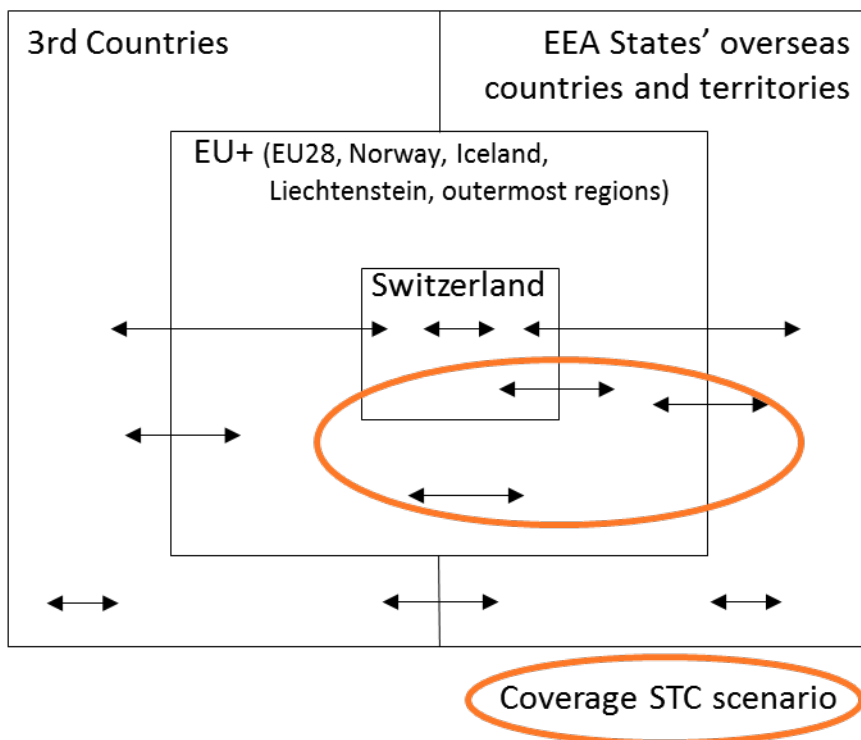 3rd Countries
EEA States’ overseas
countries and territories
EU+ (EU28, Norway, Iceland,
Liechtenstein, outermost regions)
Switzerland
Coverage STC scenario